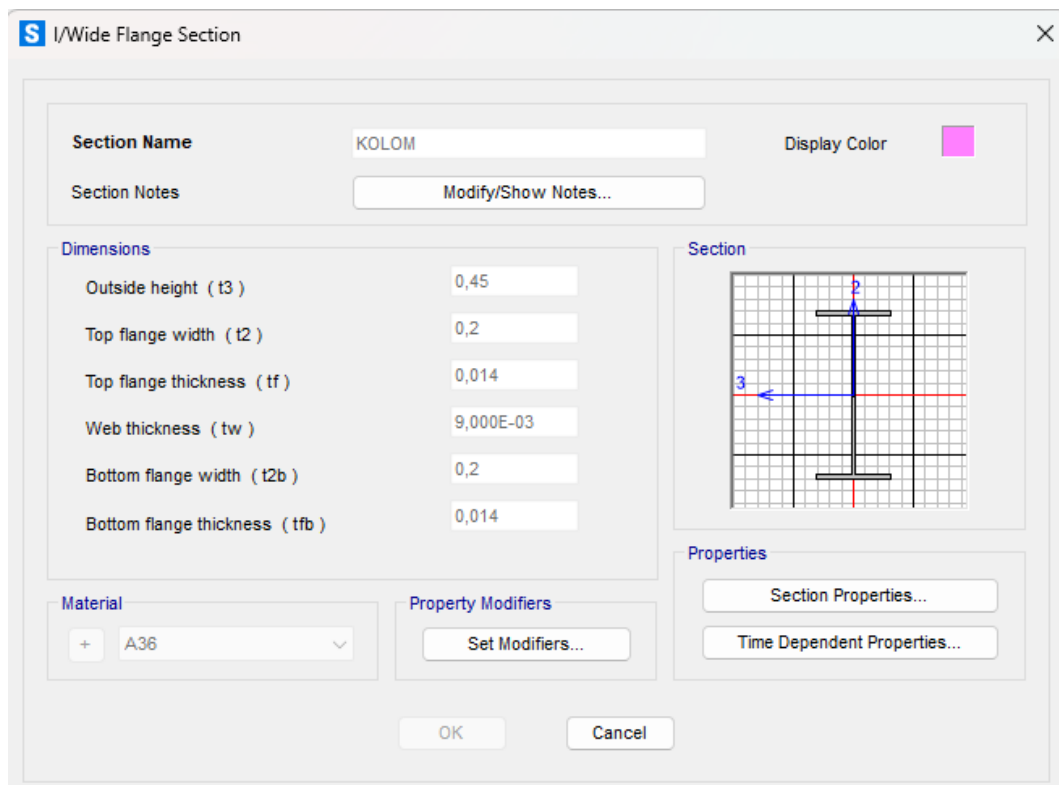 S I/Wide Flange Section
Section Name KOLOM Display Color
Section Notes Modify/Show Notes...
Dimensions
Outside height ( t3 ) 0,45
Top flange width ( t2 ) 0,2
Top flange thickness ( tf ) 0,014
Web thickness ( tw ) 9,000E-03
Bottom flange width ( t2b ) 0,2
Bottom flange thickness ( tfb ) 0,014
Section
2
3
Material
+ A36
Property Modifiers
Set Modifiers...
Properties
Section Properties...
Time Dependent Properties...
OK Cancel